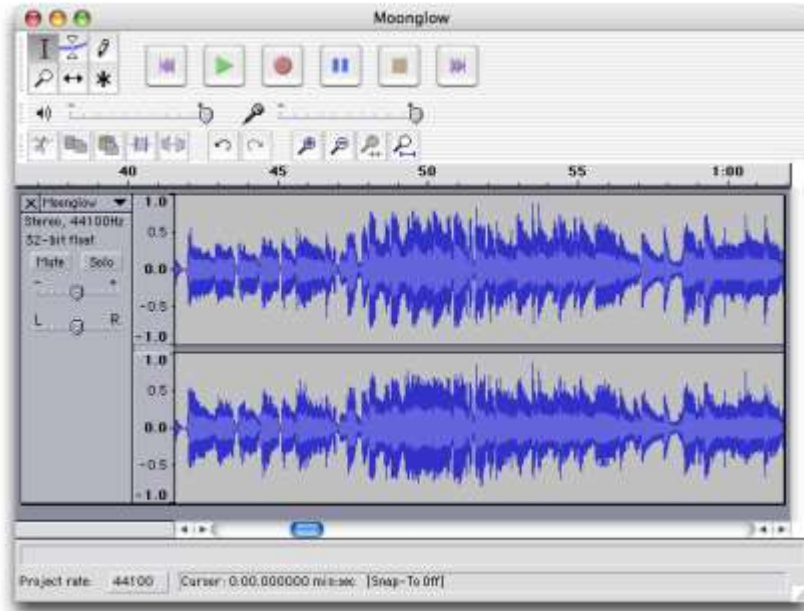 Moonglow
40 45 50 55 1:00
X Moonglow
Stereo, 44100Hz
32-bit float
Mute Solo
- +
L R
1.0
0.5
0.0
-0.5
-1.0
1.0
0.5
0.0
-0.5
-1.0
Project rate: 44100 Cursor: 0:00.000000 min:sec [Snap-To Off]